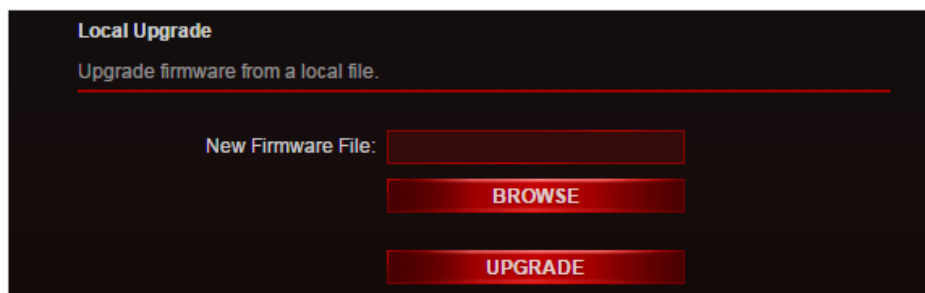 Local Upgrade
Upgrade firmware from a local file.
New Firmware File:
BROWSE
UPGRADE